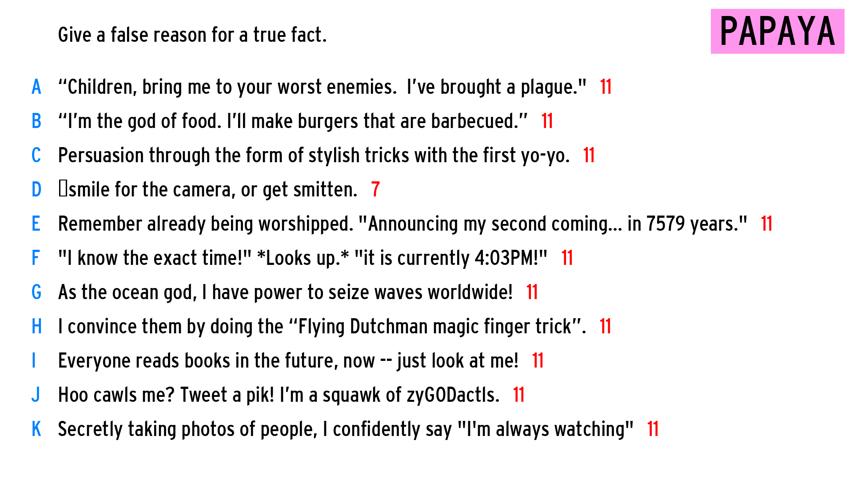 Give a false reason for a true fact.
PAPAYA
A “Children, bring me to your worst enemies.  I’ve brought a plague." 11
B “I’m the god of food. I’ll make burgers that are barbecued.” 11
C Persuasion through the form of stylish tricks with the first yo-yo. 11
D ▯smile for the camera, or get smitten. 7
E Remember already being worshipped. "Announcing my second coming... in 7579 years." 11
F "I know the exact time!" *Looks up.* "it is currently 4:03PM!" 11
G As the ocean god, I have power to seize waves worldwide! 11
H I convince them by doing the “Flying Dutchman magic finger trick”. 11
I Everyone reads books in the future, now -- just look at me! 11
J Hoo cawls me? Tweet a pik! I’m a squawk of zyGODactls. 11
K Secretly taking photos of people, I confidently say "I'm always watching" 11